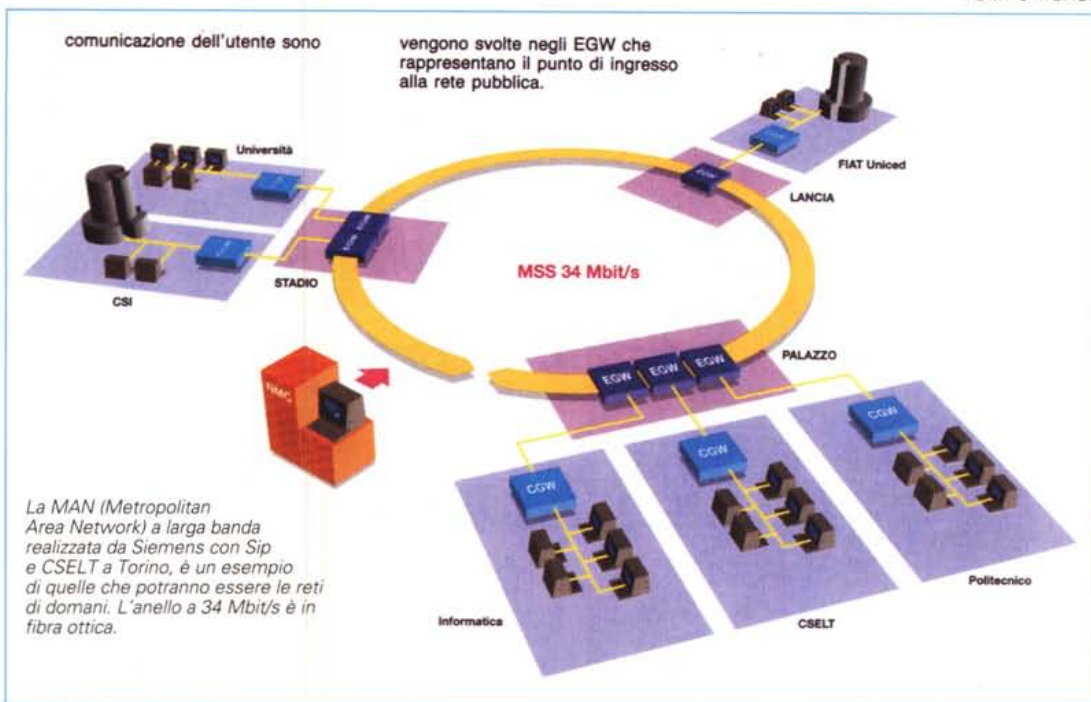 comunicazione dell'utente sono
vengono svolte negli EGW che
rappresentano il punto di ingresso
alla rete pubblica.
Università
FIAT Uniced
EGW
LANCIA
STADIO
CSI
MSS 34 Mbit/s
PALAZZO
EGW
EGW
EGW
NMC
CGW
CGW
CGW
La MAN (Metropolitan
Area Network) a larga banda
realizzata da Siemens con Sip
e CSELT a Torino, è un esempio
di quelle che potranno essere le reti
di domani. L'anello a 34 Mbit/s è in
fibra ottica.
Informatica
CSELT
Politecnico